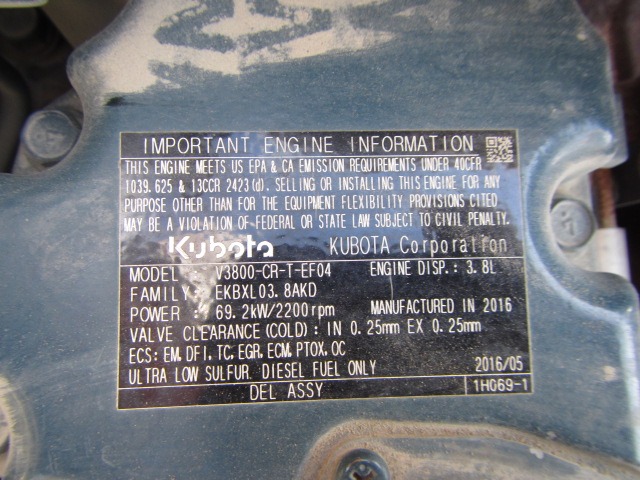 IMPORTANT ENGINE INFORMATION
THIS ENGINE MEETS US EPA & CA EMISSION REQUIREMENTS UNDER 40CFR
1039.625 & 13CCR 2423(d). SELLING OR INSTALLING THIS ENGINE FOR ANY
PURPOSE OTHER THAN FOR THE EQUIPMENT FLEXIBILITY PROVISIONS CITED
MAY BE A VIOLATION OF FEDERAL OR STATE LAW SUBJECT TO CIVIL PENALTY.
Kubota KUBOTA Corporation
MODEL : V3800-CR-T-EF04 ENGINE DISP.: 3.8L
FAMILY : EKBXL03.8AKD
POWER : 69.2kW/2200rpm MANUFACTURED IN 2016
VALVE CLEARANCE (COLD) : IN 0.25mm EX 0.25mm
ECS: EM, DFI, TC, EGR, ECM, PTOX, OC
ULTRA LOW SULFUR. DIESEL FUEL ONLY 2016/05
DEL ASSY 1H069-1